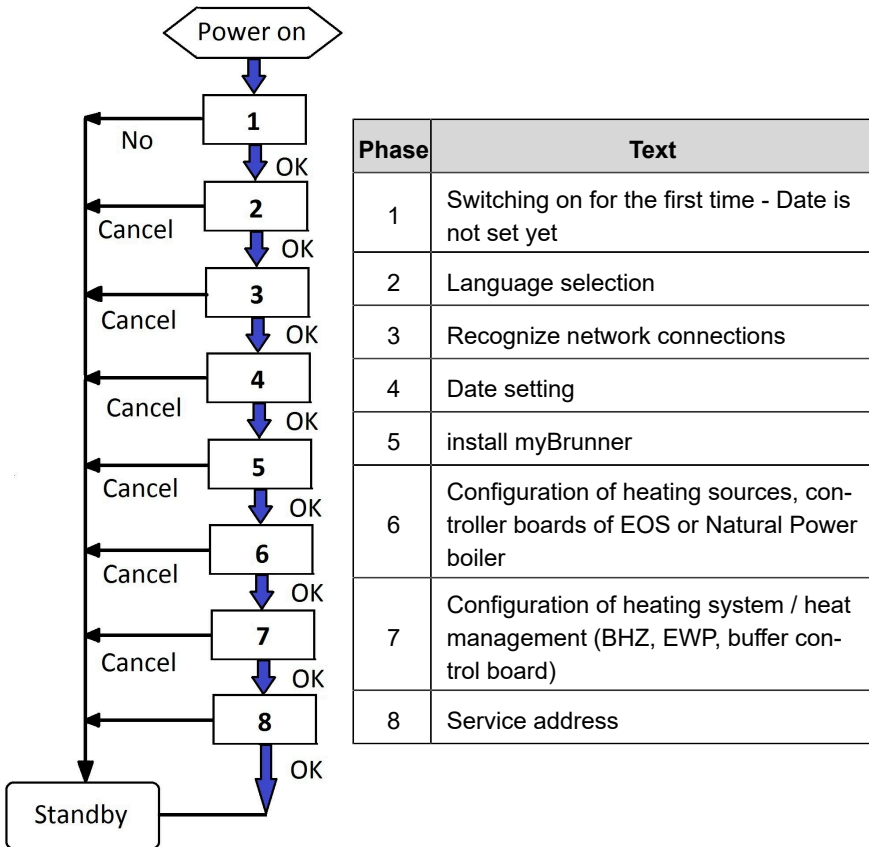 Power on
1
No
OK
2
Cancel
OK
3
Cancel
OK
4
Cancel
OK
5
Cancel
OK
6
Cancel
OK
7
Cancel
OK
8
OK
Standby
Phase Text
1 Switching on for the first time - Date is
not set yet
2 Language selection
3 Recognize network connections
4 Date setting
5 install myBrunner
6 Configuration of heating sources, con-
troller boards of EOS or Natural Power
boiler
7 Configuration of heating system / heat
management (BHZ, EWP, buffer con-
trol board)
8 Service address